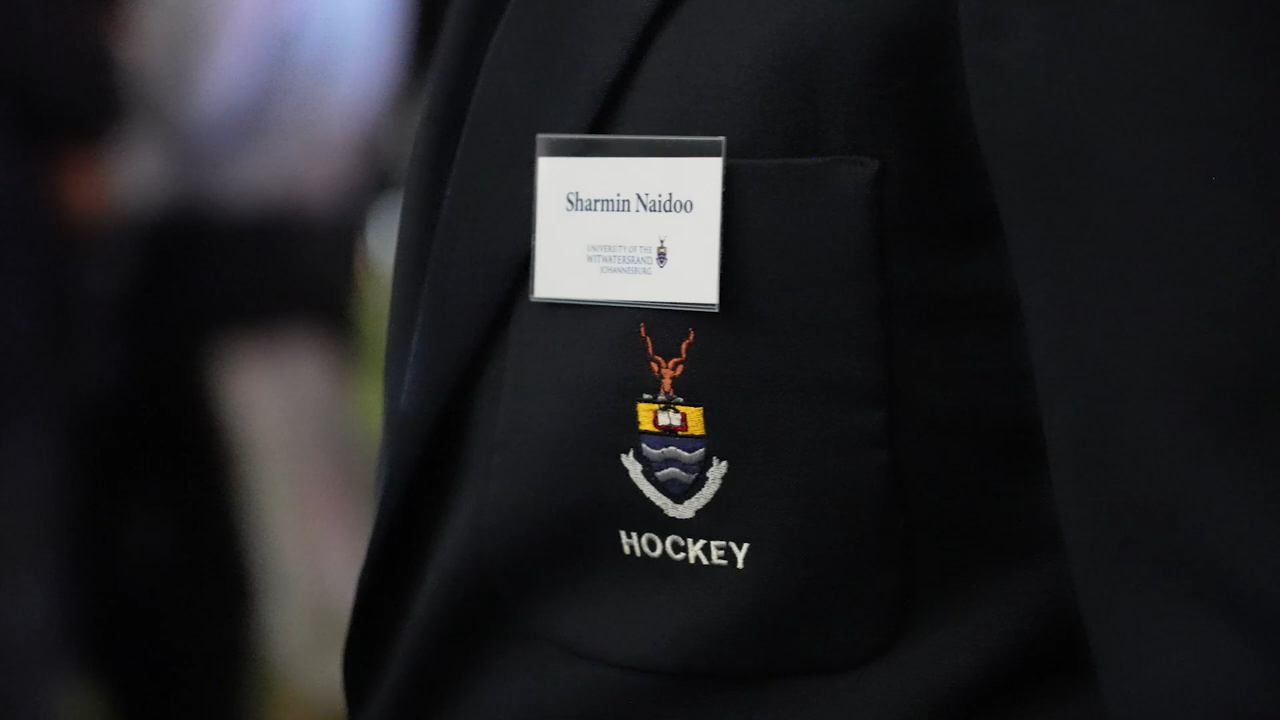 Sharmin Naidoo
UNIVERSITY OF THE
WITWATERSRAND
JOHANNESBURG
HOCKEY